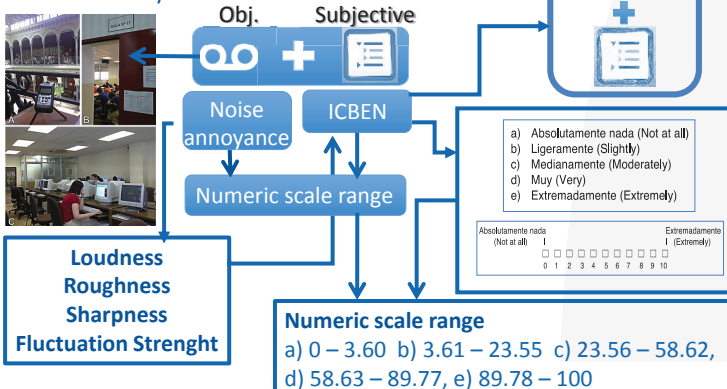 Obj.
Subjective
AULA Nº 17
A
B
C
Noise
annoyance
ICBEN
Numeric scale range
Loudness
Roughness
Sharpness
Fluctuation Strenght
a) Absolutamente nada (Not at all)
b) Ligeramente (Slightly)
c) Medianamente (Moderately)
d) Muy (Very)
e) Extremadamente (Extremely)
Absolutamente nada
(Not at all)
Extremadamente
(Extremely)
0 1 2 3 4 5 6 7 8 9 10
Numeric scale range
a) 0 – 3.60 b) 3.61 – 23.55 c) 23.56 – 58.62,
d) 58.63 – 89.77, e) 89.78 – 100